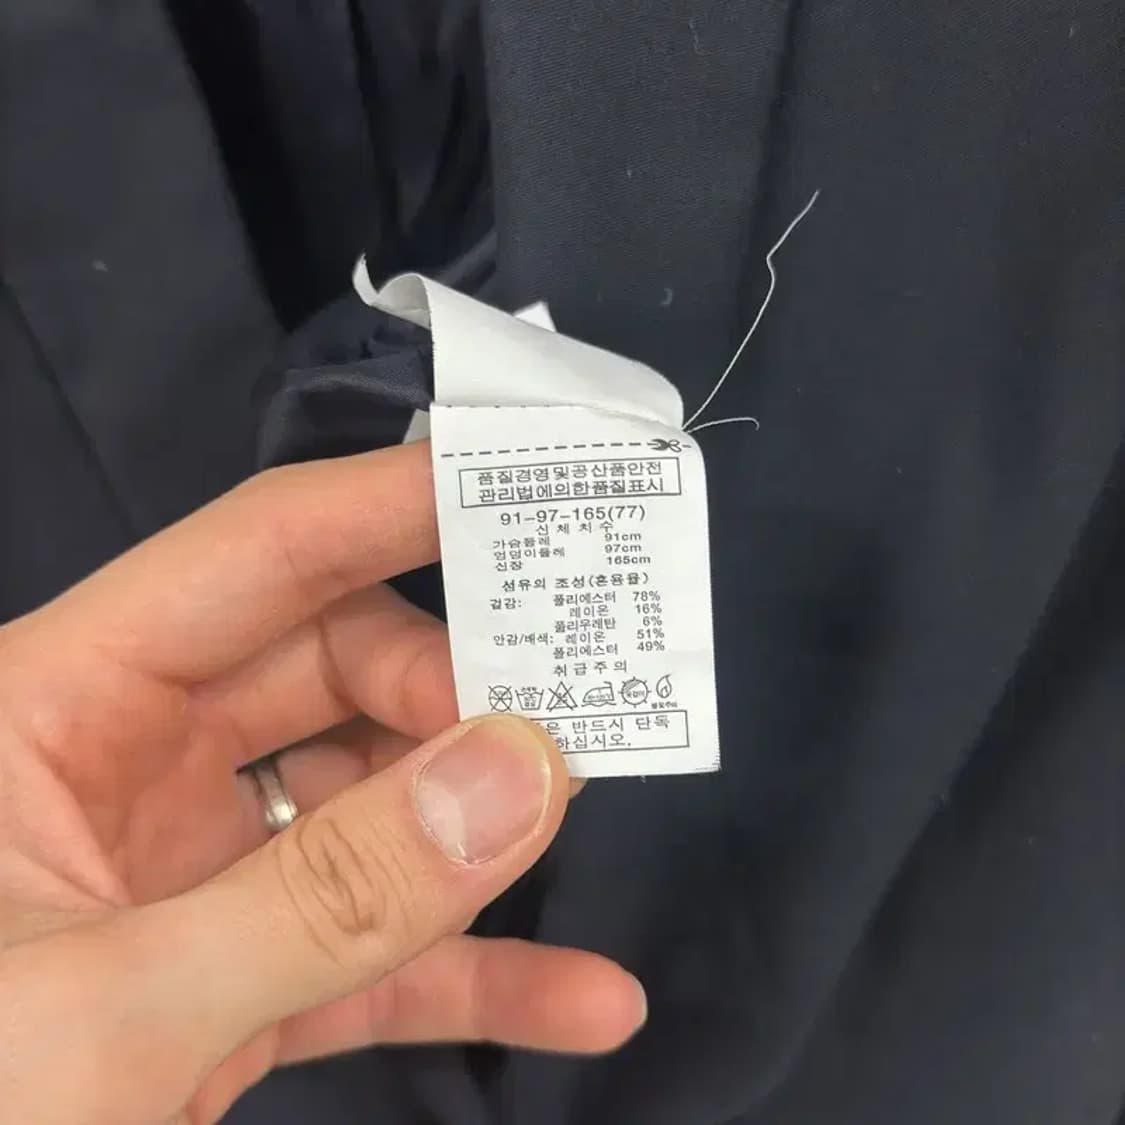 품질경영및공산품안전
관리법에의한품질표시
91-97-165(77)
신 체 치 수
가슴둘레 91cm
엉덩이둘레 97cm
신장 165cm
섬유의 조성(혼용률)
겉감: 폴리에스터 78%
레이온 16%
폴리우레탄 6%
안감/배색: 레이온 51%
폴리에스터 49%
취 급 주 의
은 반드시 단독
하십시오.